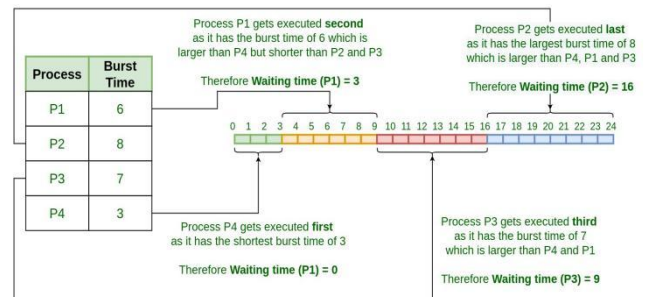 Process P1 gets executed second
as it has the burst time of 6 which is
larger than P4 but shorter than P2 and P3
Therefore Waiting time (P1) = 3
Process P2 gets executed last
as it has the largest burst time of 8
which is larger than P4, P1 and P3
Therefore Waiting time (P2) = 16
Process Burst Time
P1 6
P2 8
P3 7
P4 3
0 1 2 3 4 5 6 7 8 9 10 11 12 13 14 15 16 17 18 19 20 21 22 23 24
Process P4 gets executed first
as it has the shortest burst time of 3
Therefore Waiting time (P1) = 0
Process P3 gets executed third
as it has the burst time of 7
which is larger than P4 and P1
Therefore Waiting time (P3) = 9